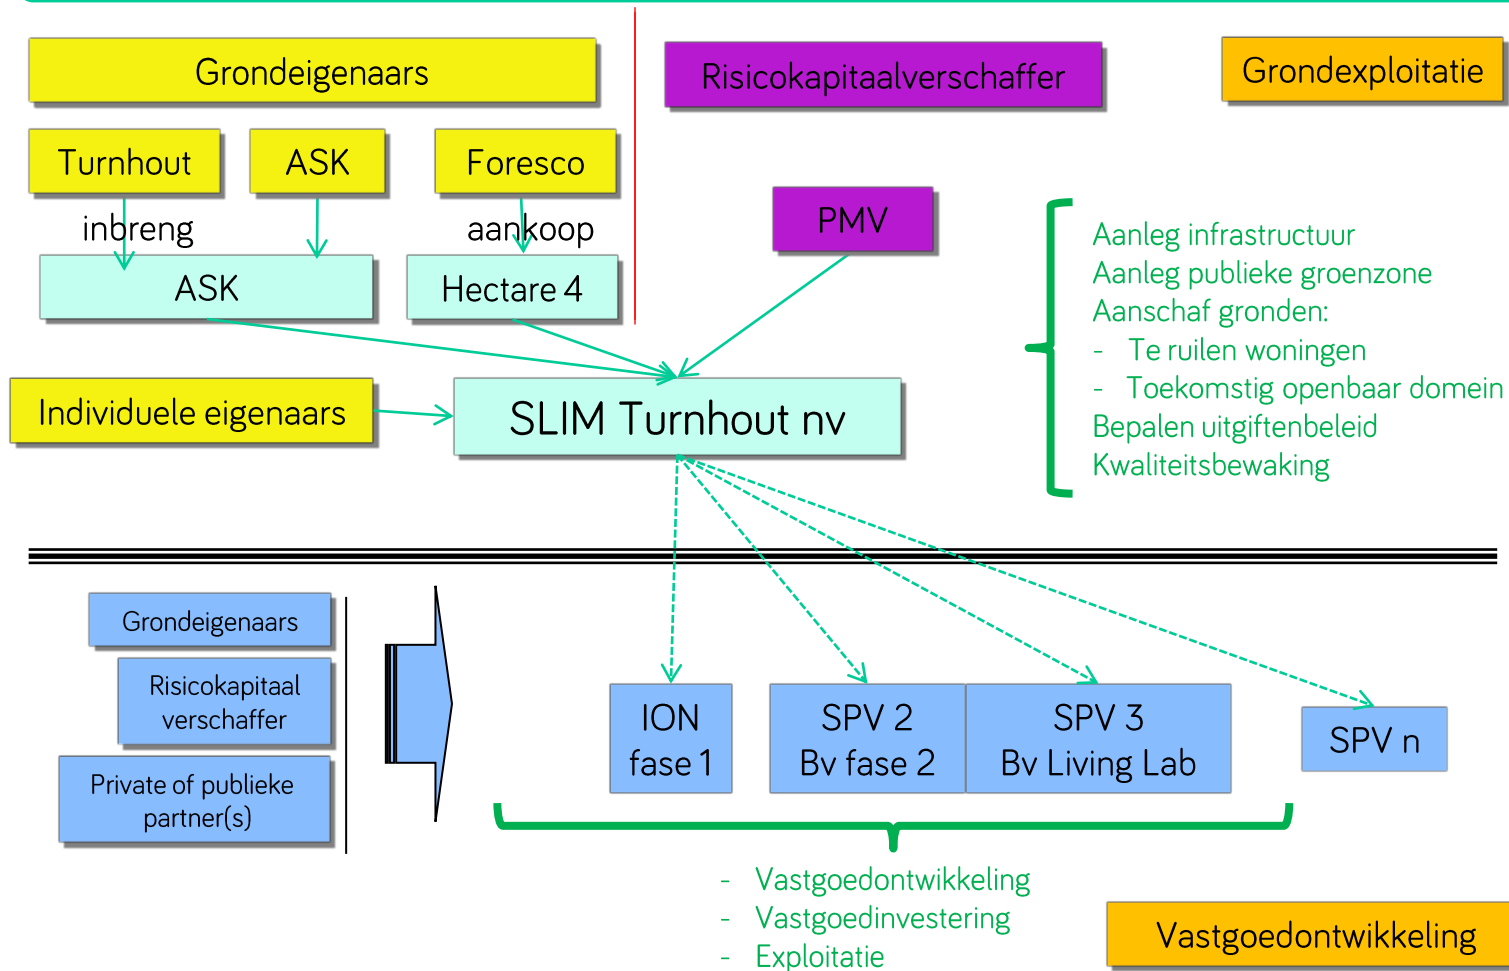 Grondeigenaars
Risicokapitaalverschaffer
Grondexploitatie
Turnhout
ASK
Foresco
inbreng
aankoop
PMV
ASK
Hectare 4
Aanleg infrastructuur
Aanleg publieke groenzone
Aanschaf gronden:
- Te ruilen woningen
- Toekomstig openbaar domein
Bepalen uitgiftenbeleid
Kwaliteitsbewaking
Individuele eigenaars
SLIM Turnhout nv
Grondeigenaars
Risicokapitaal
verschaffer
Private of publieke
partner(s)
ION
fase 1
SPV 2
Bv fase 2
SPV 3
Bv Living Lab
SPV n
- Vastgoedontwikkeling
- Vastgoedinvestering
- Exploitatie
Vastgoedontwikkeling